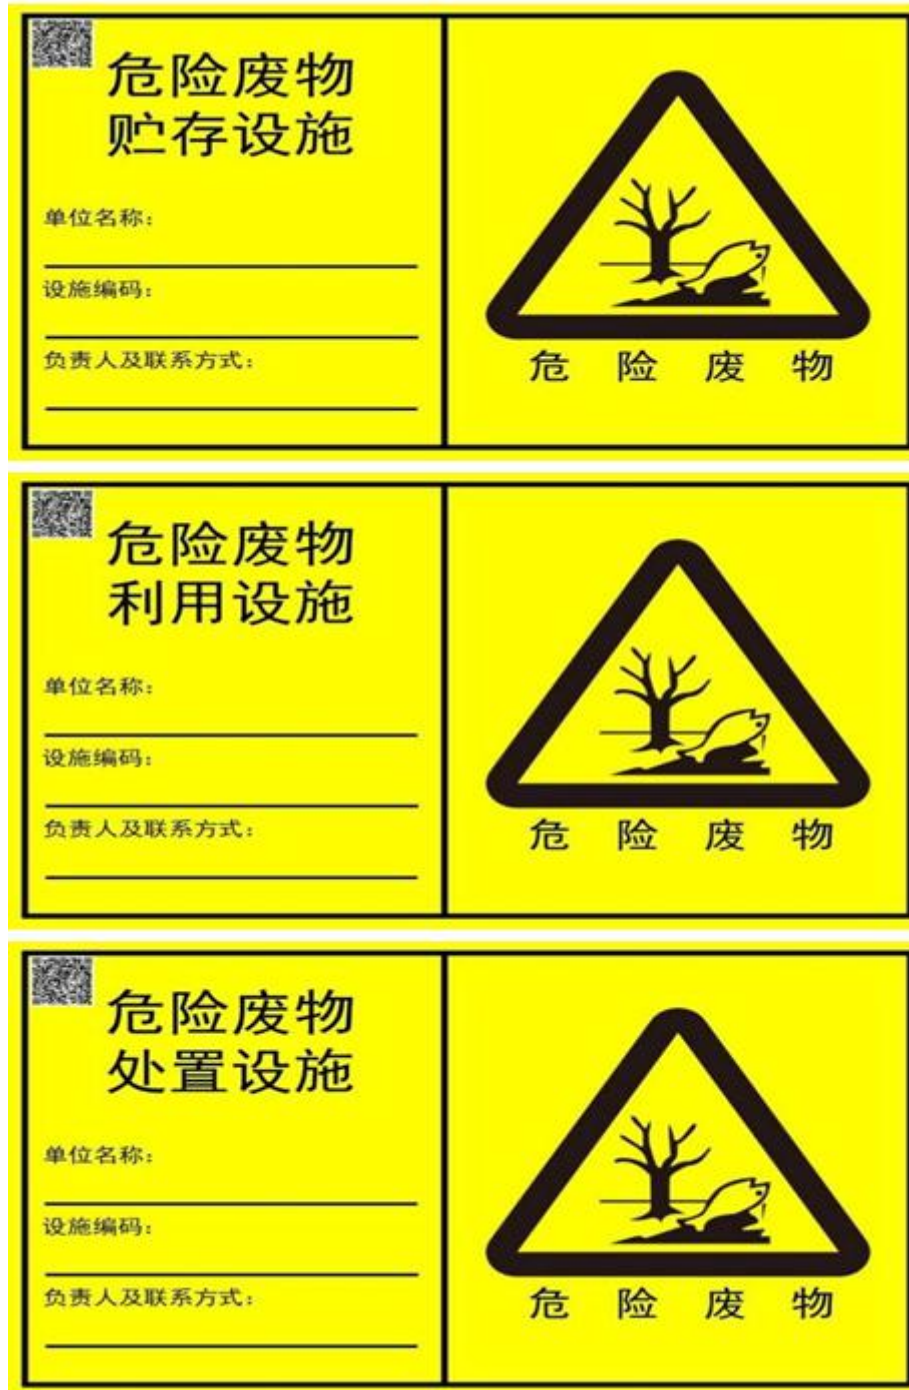 危险废物
贮存设施
单位名称：
设施编码：
负责人及联系方式：
危险废物
危险废物
利用设施
单位名称：
设施编码：
负责人及联系方式：
危险废物
危险废物
处置设施
单位名称：
设施编码：
负责人及联系方式：
危险废物